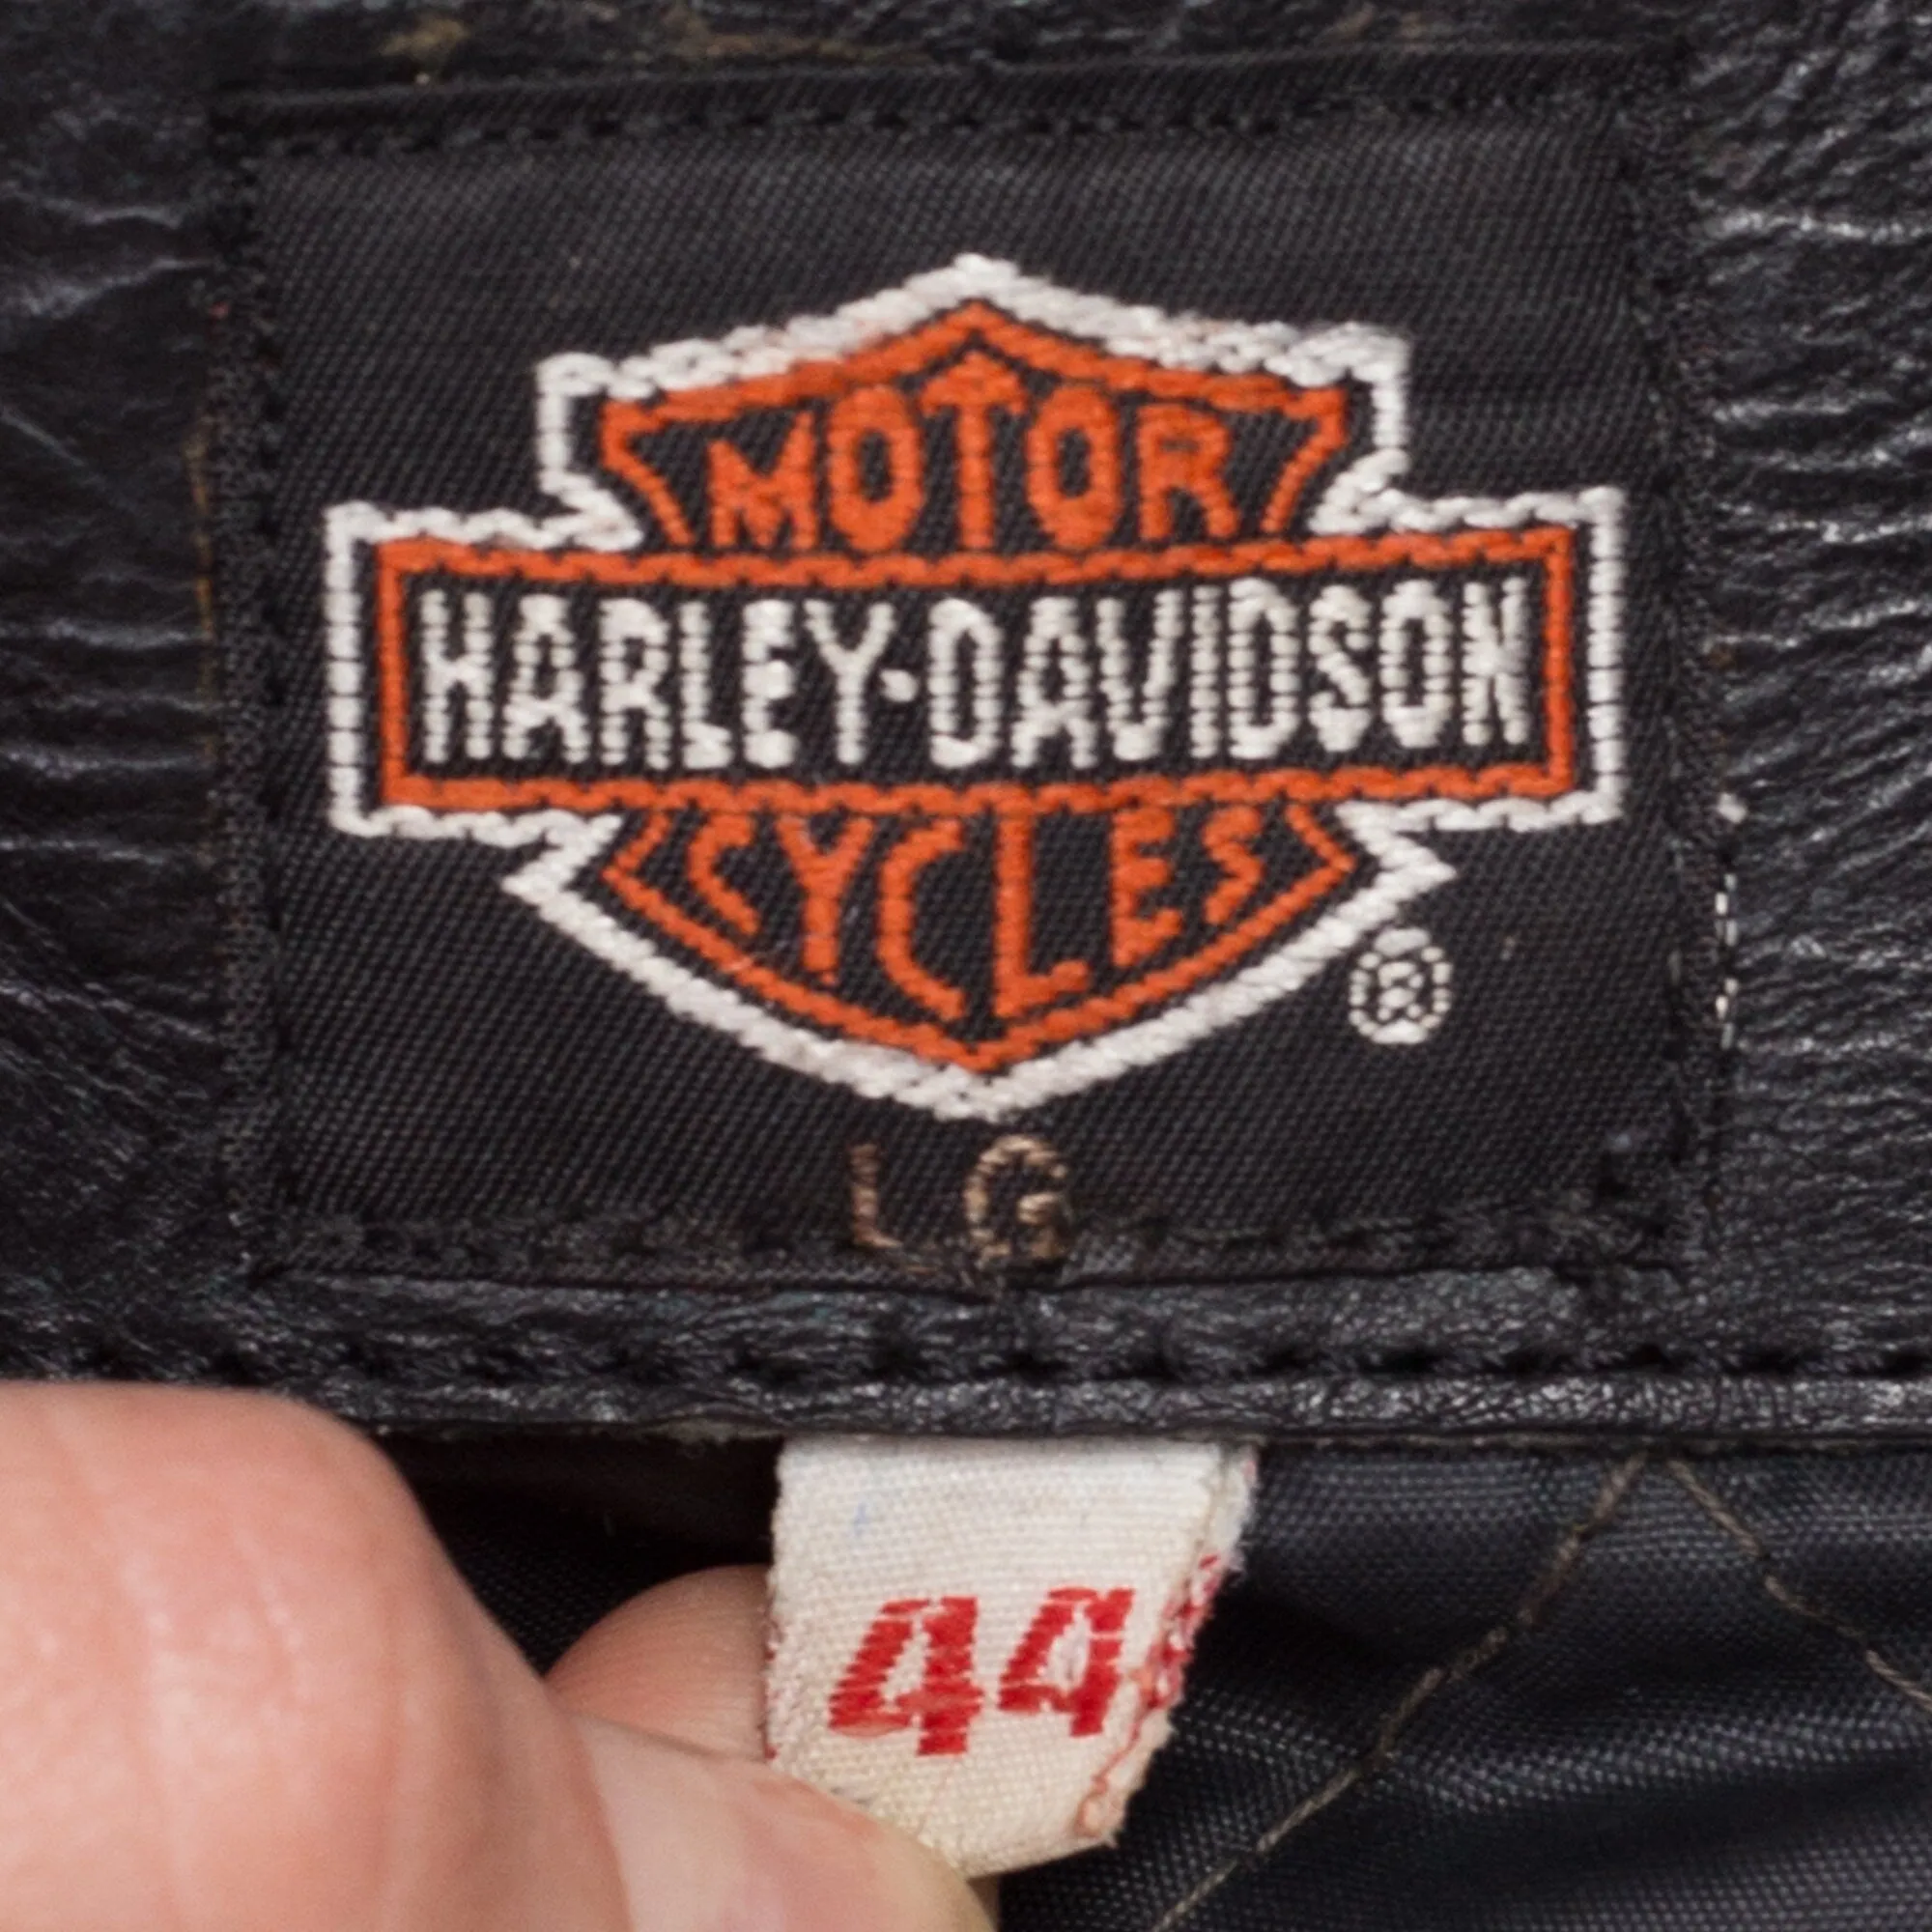 MOTOR
HARLEY-DAVIDSON
CYCLES
®
LG
44